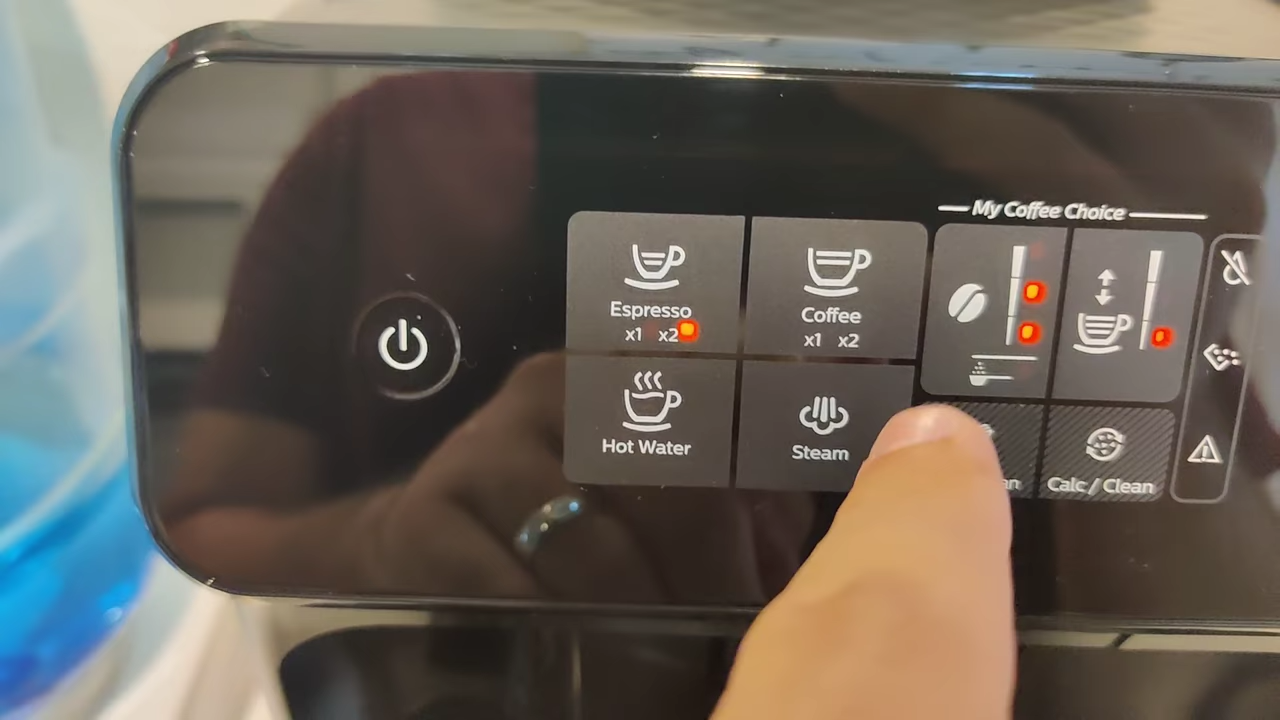 My Coffee Choice
Espresso
x1 x2
Coffee
x1 x2
Hot Water
Steam
Calc / Clean